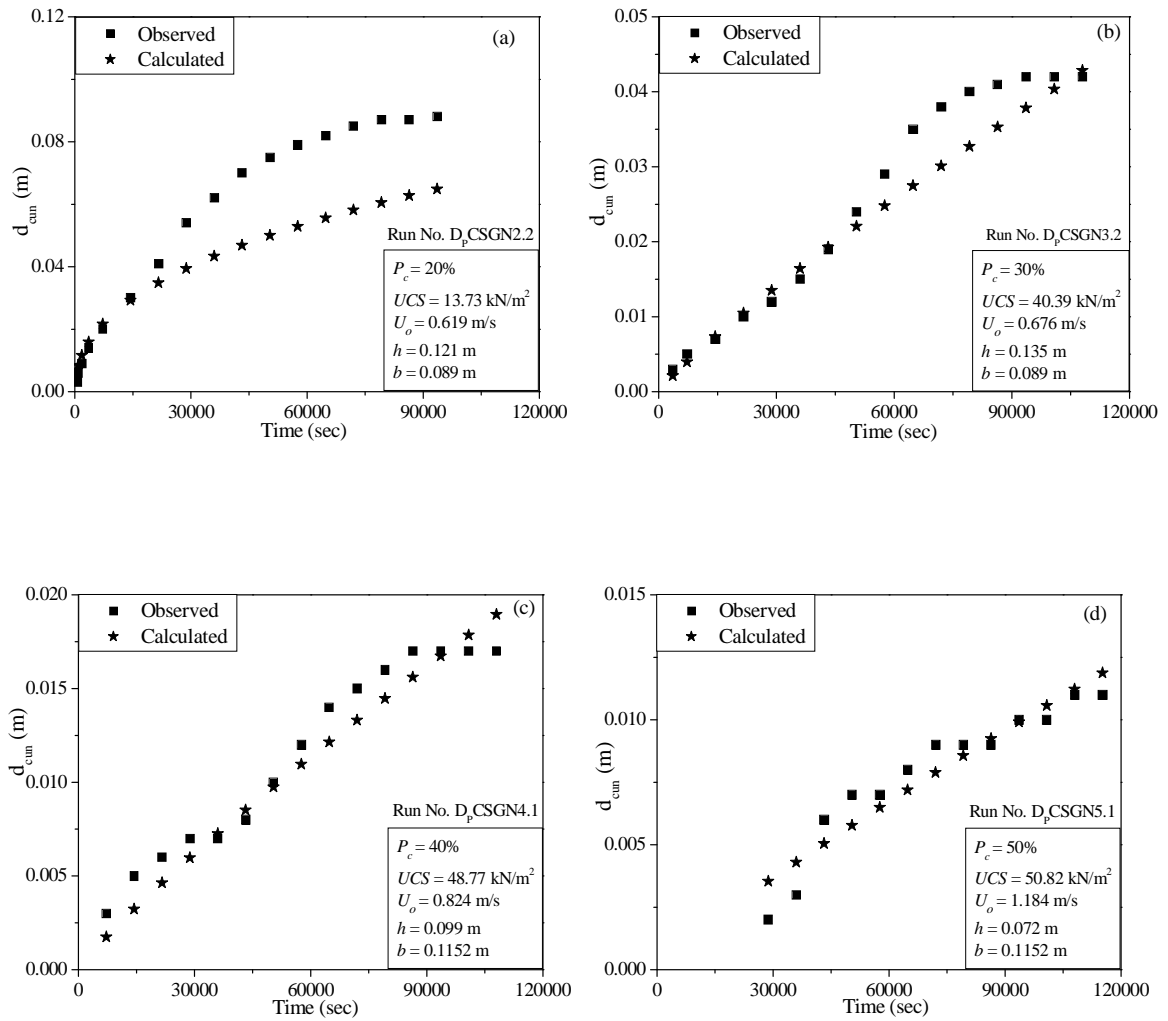 (a)
Observed
Calculated
0.12
0.08
0.04
0.00
d_cun (m)
Run No. D_PCSGN2.2
P_c = 20%
UCS = 13.73 kN/m²
U_o = 0.619 m/s
h = 0.121 m
b = 0.089 m
0 30000 60000 90000 120000
Time (sec)
(b)
Observed
Calculated
0.05
0.04
0.03
0.02
0.01
0.00
d_cun (m)
Run No. D_PCSGN3.2
P_c = 30%
UCS = 40.39 kN/m²
U_o = 0.676 m/s
h = 0.135 m
b = 0.089 m
0 30000 60000 90000 120000
Time (sec)
(c)
Observed
Calculated
0.020
0.015
0.010
0.005
0.000
d_cun (m)
Run No. D_PCSGN4.1
P_c = 40%
UCS = 48.77 kN/m²
U_o = 0.824 m/s
h = 0.099 m
b = 0.1152 m
0 30000 60000 90000 120000
Time (sec)
(d)
Observed
Calculated
0.015
0.010
0.005
0.000
d_cun (m)
Run No. D_PCSGN5.1
P_c = 50%
UCS = 50.82 kN/m²
U_o = 1.184 m/s
h = 0.072 m
b = 0.1152 m
0 30000 60000 90000 120000
Time (sec)